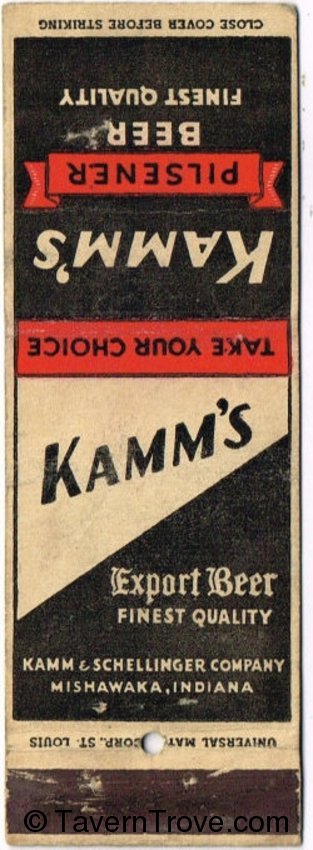 CLOSE COVER BEFORE STRIKING
FINEST QUALITY
BEER
PILSENER
KAMM'S
TAKE YOUR CHOICE
KAMM'S
Export Beer
FINEST QUALITY
KAMM & SCHELLINGER COMPANY
MISHAWAKA, INDIANA
UNIVERSAL MAT CORP., ST. LOUIS
© TavernTrove.com